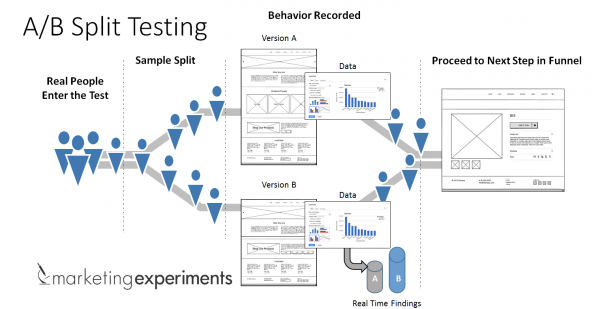 A/B Split Testing
Behavior Recorded
Version A
Data
Sample Split
Proceed to Next Step in Funnel
Real People
Enter the Test
Version B
Data
A
B
marketingexperiments
Real Time Findings